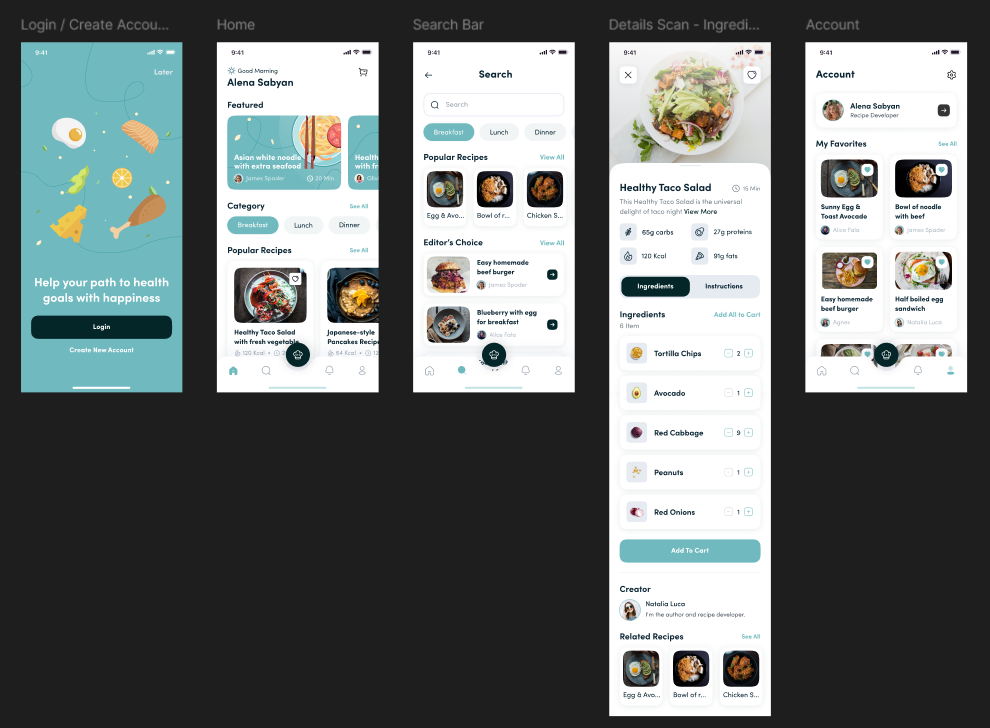 Login / Create Accou...
9:41
Later
Help your path to health
goals with happiness
Login
Create New Account
Home
9:41
Good Morning
Alena Sabyan
Featured
Asian white noodle
with extra seafood
James Spader
20 Min
Healthy
with fr
Category
See All
Breakfast
Lunch
Dinner
Popular Recipes
See All
Healthy Taco Salad
with fresh vegetable
120 Kcal
Japanese-style
Pancakes Recipe
64 Kcal
Search Bar
9:41
Search
Search
Breakfast
Lunch
Dinner
Popular Recipes
View All
Egg & Avo...
Bowl of r...
Chicken S...
Editor's Choice
View All
Easy homemade
beef burger
James Spader
Blueberry with egg
for breakfast
Alice Fala
Details Scan - Ingredi...
9:41
Healthy Taco Salad
15 Min
This Healthy Taco Salad is the universal
delight of taco night View More
65g carbs
27g proteins
120 Kcal
91g fats
Ingredients
Instructions
Ingredients
Add All to Cart
6 Item
Tortilla Chips
2
Avocado
1
Red Cabbage
9
Peanuts
1
Red Onions
1
Add To Cart
Creator
Natalia Luca
I'm the author and recipe developer.
Related Recipes
See All
Egg & Avo...
Bowl of r...
Chicken S...
Account
9:41
Account
Alena Sabyan
Recipe Developer
My Favorites
See All
Sunny Egg &
Toast Avocado
Alice Fala
Bowl of noodle
with beef
James Spader
Easy homemade
beef burger
Agnes
Half boiled egg
sandwich
Natalia Luca